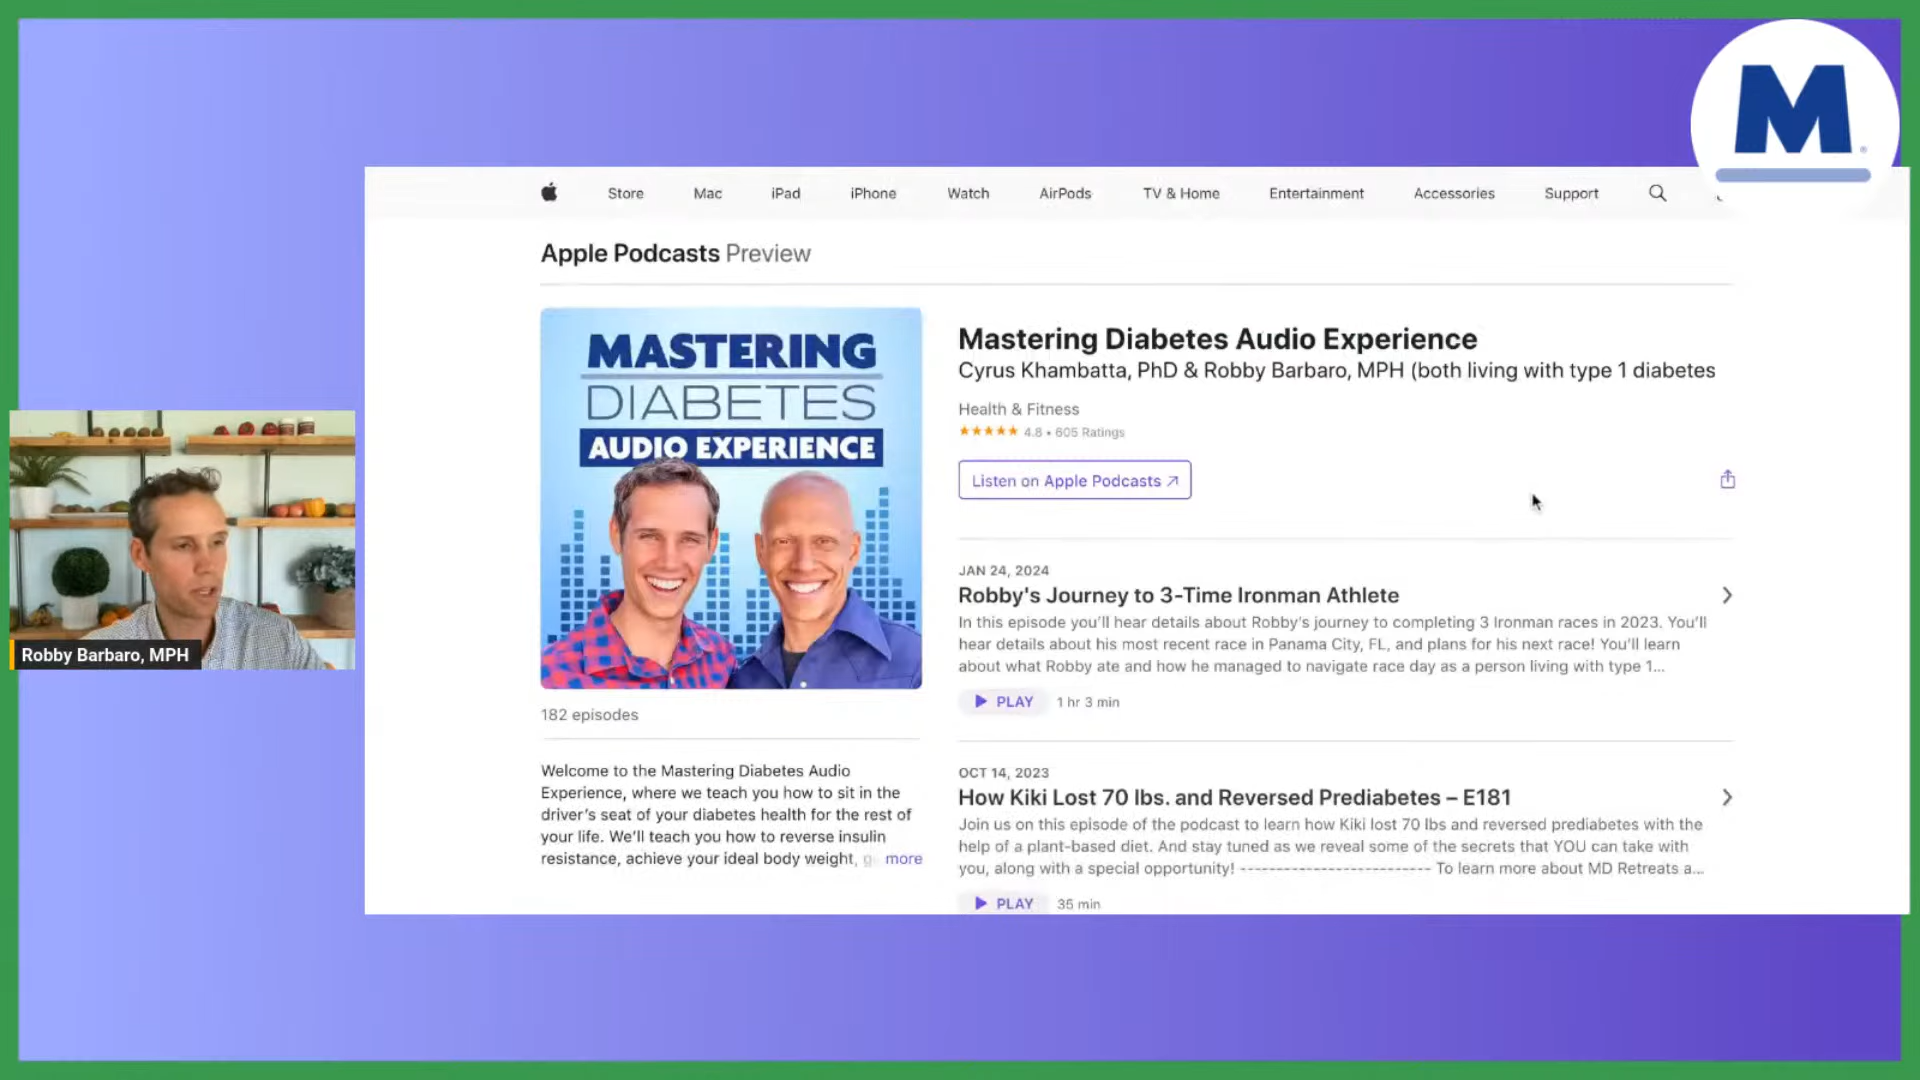 M
Store Mac iPad iPhone Watch AirPods TV & Home Entertainment Accessories Support
Apple Podcasts Preview
MASTERING
DIABETES
AUDIO EXPERIENCE
182 episodes
Welcome to the Mastering Diabetes Audio
Experience, where we teach you how to sit in the
driver's seat of your diabetes health for the rest of
your life. We'll teach you how to reverse insulin
resistance, achieve your ideal body weight, g more
Mastering Diabetes Audio Experience
Cyrus Khambatta, PhD & Robby Barbaro, MPH (both living with type 1 diabetes
Health & Fitness
★★★★★ 4.8 • 605 Ratings
Listen on Apple Podcasts ↗
JAN 24, 2024
Robby's Journey to 3-Time Ironman Athlete
In this episode you'll hear details about Robby's journey to completing 3 Ironman races in 2023. You'll
hear details about his most recent race in Panama City, FL, and plans for his next race! You'll learn
about what Robby ate and how he managed to navigate race day as a person living with type 1...
PLAY 1 hr 3 min
OCT 14, 2023
How Kiki Lost 70 lbs. and Reversed Prediabetes – E181
Join us on this episode of the podcast to learn how Kiki lost 70 lbs and reversed prediabetes with the
help of a plant-based diet. And stay tuned as we reveal some of the secrets that YOU can take with
you, along with a special opportunity! --------------------------- To learn more about MD Retreats a...
PLAY 35 min
Robby Barbaro, MPH